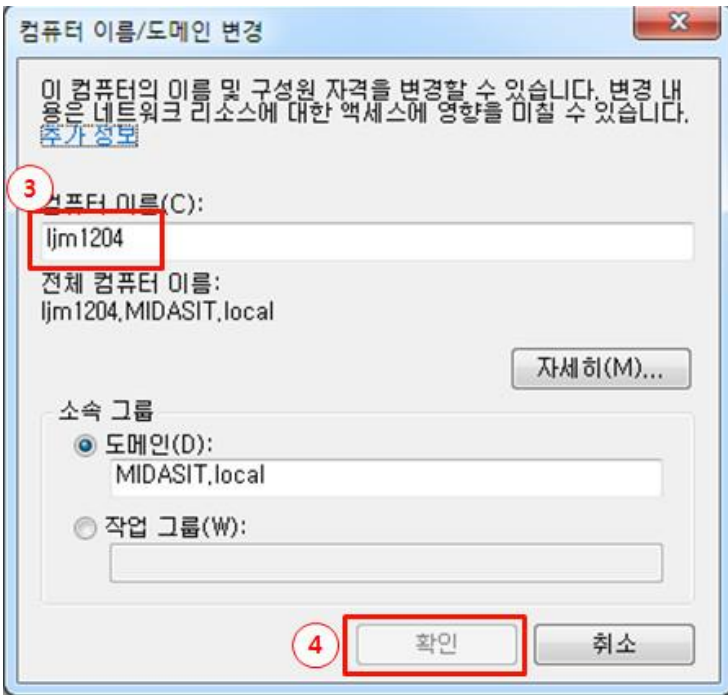 컴퓨터 이름/도메인 변경
이 컴퓨터의 이름 및 구성원 자격을 변경할 수 있습니다. 변경 내
용은 네트워크 리소스에 대한 액세스에 영향을 미칠 수 있습니다.
추가 정보
③
컴퓨터 이름(C):
ljm1204
전체 컴퓨터 이름:
ljm1204.MIDASIT.local
자세히(M)...
소속 그룹
도메인(D):
MIDASIT.local
작업 그룹(W):
④ 확인 취소